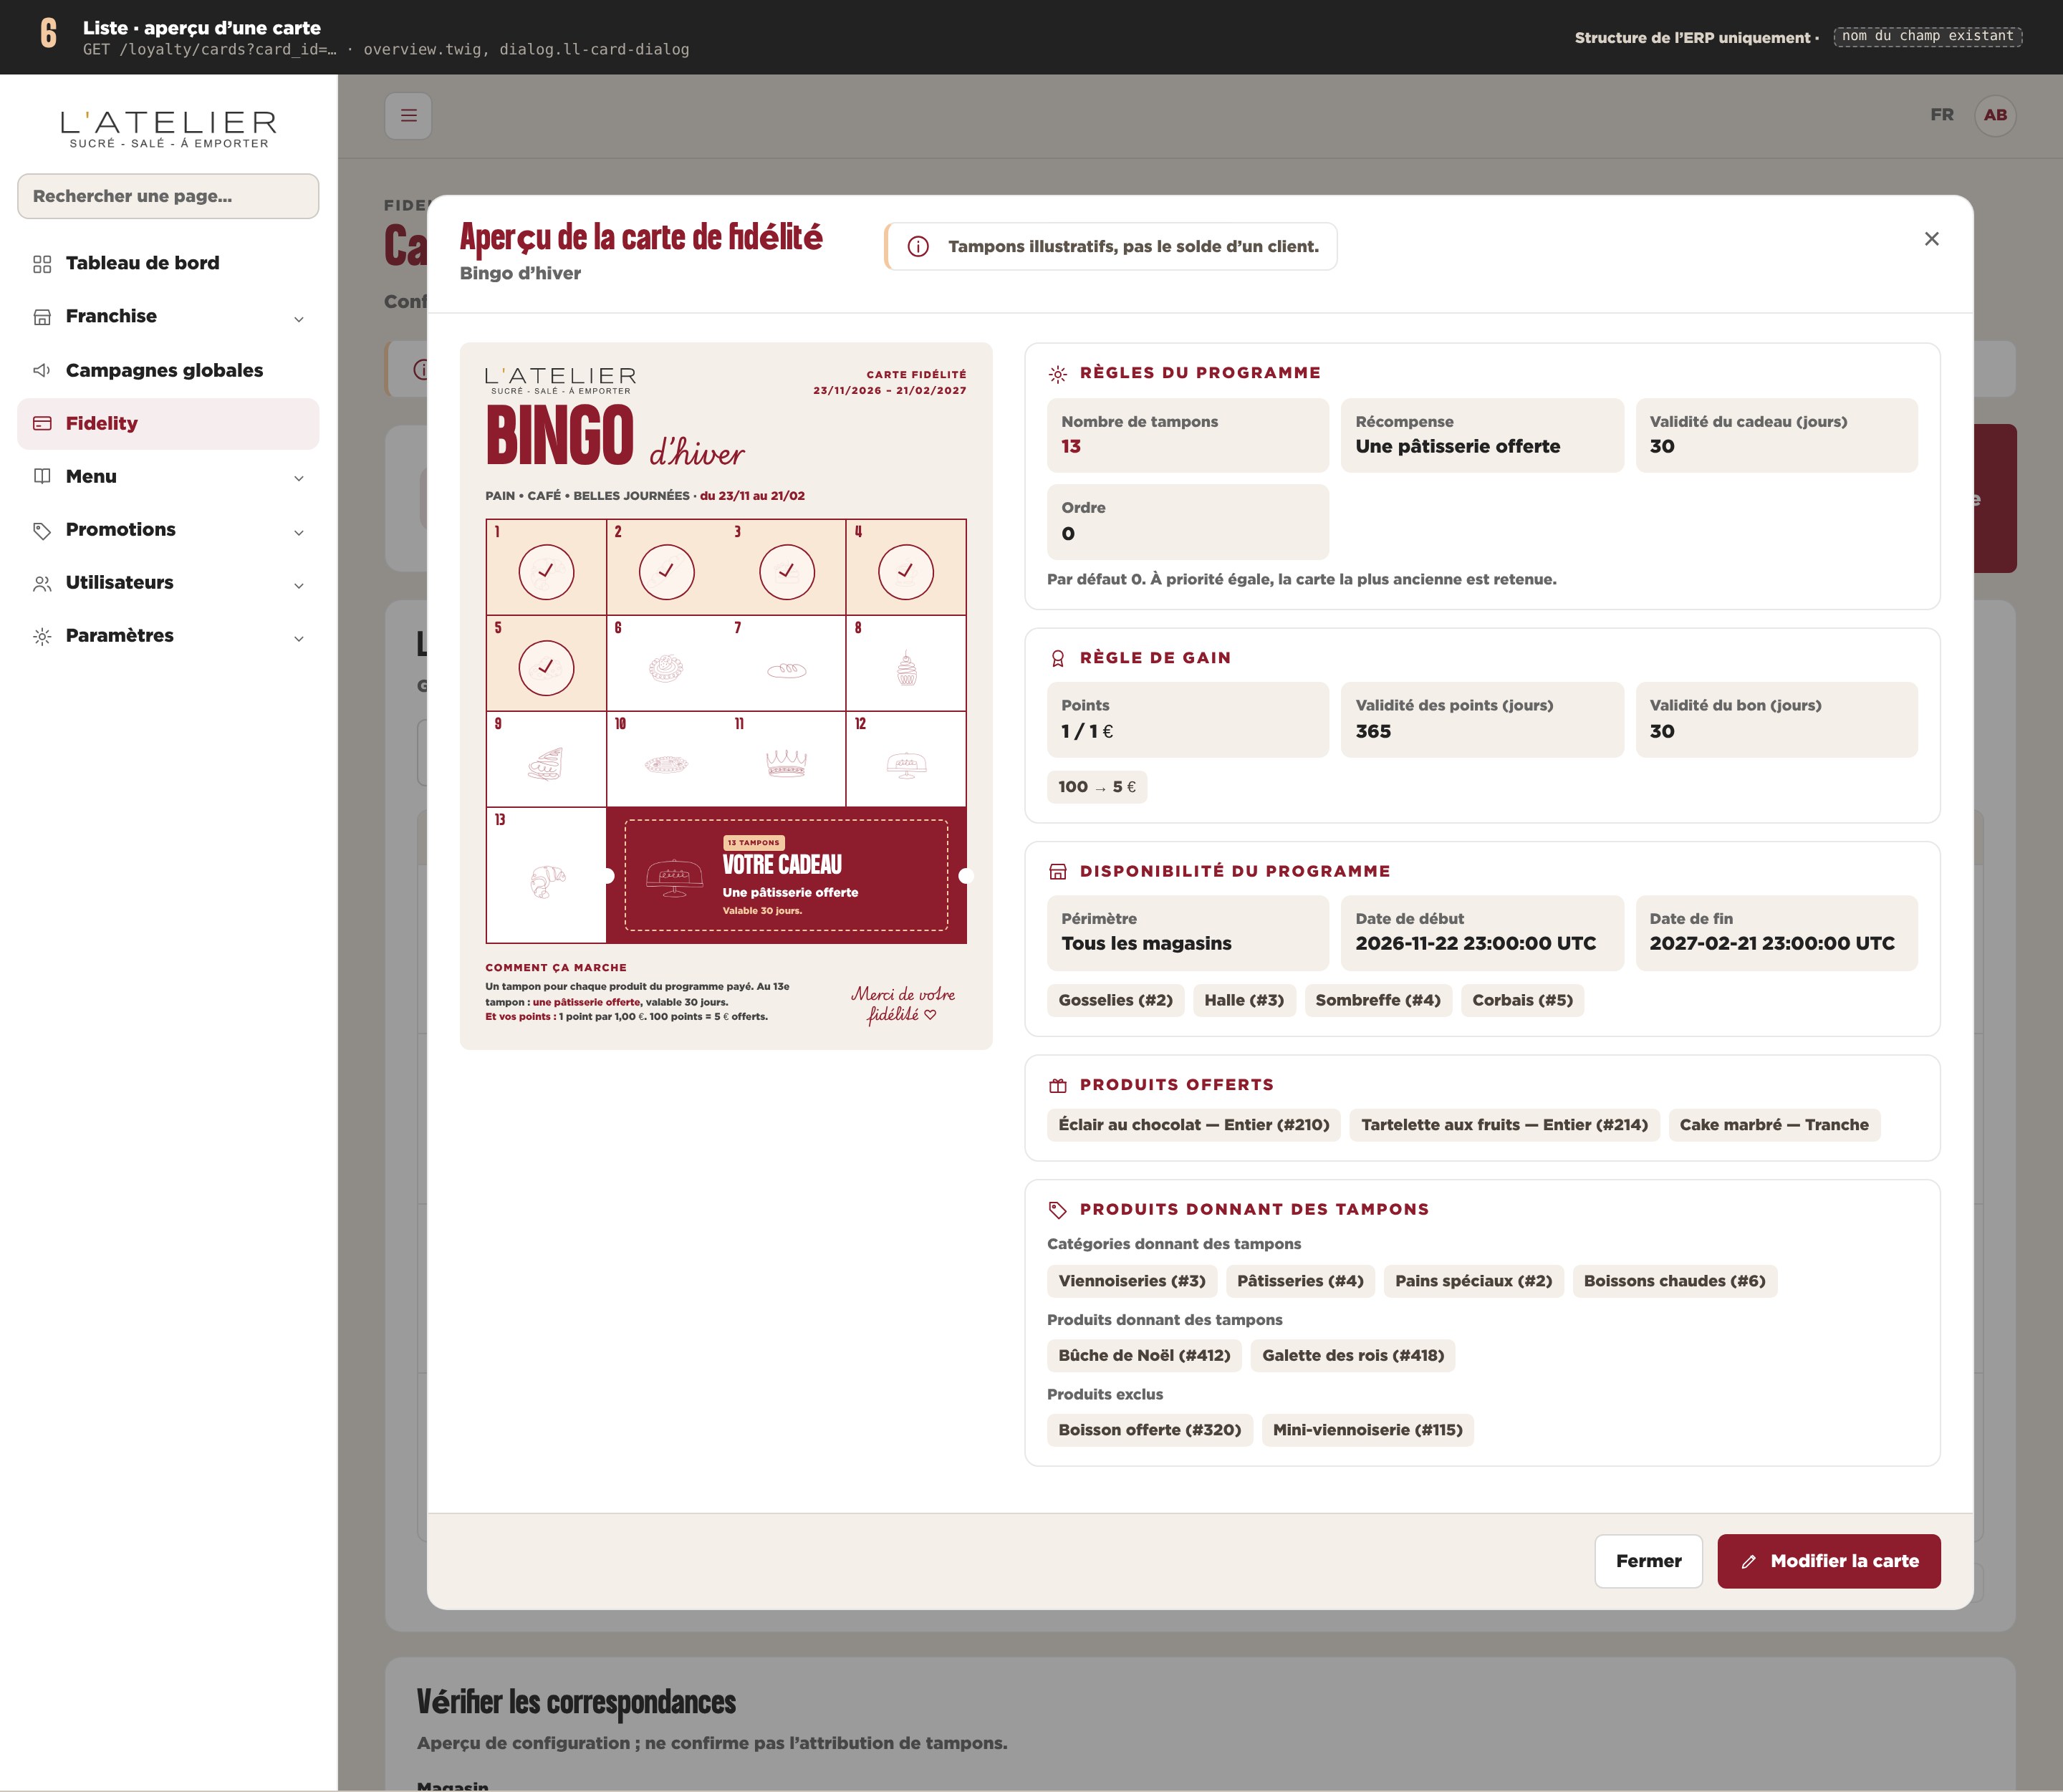 6
Liste · aperçu d'une carte
GET /loyalty/cards?card_id=… · overview.twig, dialog.ll-card-dialog
Structure de l'ERP uniquement ·
nom du champ existant
L'ATELIER
SUCRÉ - SALÉ - À EMPORTER
Rechercher une page...
Tableau de bord
Franchise
Campagnes globales
Fidelity
Menu
Promotions
Utilisateurs
Paramètres
FR
AB
Aperçu de la carte de fidélité
Bingo d'hiver
Tampons illustratifs, pas le solde d'un client.
L'ATELIER
SUCRÉ - SALÉ - À EMPORTER
CARTE FIDÉLITÉ
23/11/2026 – 21/02/2027
BINGO d'hiver
PAIN • CAFÉ • BELLES JOURNÉES · du 23/11 au 21/02
1
2
3
4
5
6
7
8
9
10
11
12
13
13 TAMPONS
VOTRE CADEAU
Une pâtisserie offerte
Valable 30 jours.
COMMENT ÇA MARCHE
Un tampon pour chaque produit du programme payé. Au 13e
tampon : une pâtisserie offerte, valable 30 jours.
Et vos points : 1 point par 1,00 €. 100 points = 5 € offerts.
Merci de votre
fidélité ♡
RÈGLES DU PROGRAMME
Nombre de tampons
13
Récompense
Une pâtisserie offerte
Validité du cadeau (jours)
30
Ordre
0
Par défaut 0. À priorité égale, la carte la plus ancienne est retenue.
RÈGLE DE GAIN
Points
1 / 1 €
Validité des points (jours)
365
Validité du bon (jours)
30
100 → 5 €
DISPONIBILITÉ DU PROGRAMME
Périmètre
Tous les magasins
Date de début
2026-11-22 23:00:00 UTC
Date de fin
2027-02-21 23:00:00 UTC
Gosselies (#2)
Halle (#3)
Sombreffe (#4)
Corbais (#5)
PRODUITS OFFERTS
Éclair au chocolat — Entier (#210)
Tartelette aux fruits — Entier (#214)
Cake marbré — Tranche
PRODUITS DONNANT DES TAMPONS
Catégories donnant des tampons
Viennoiseries (#3)
Pâtisseries (#4)
Pains spéciaux (#2)
Boissons chaudes (#6)
Produits donnant des tampons
Bûche de Noël (#412)
Galette des rois (#418)
Produits exclus
Boisson offerte (#320)
Mini-viennoiserie (#115)
Fermer
Modifier la carte
Vérifier les correspondances
Aperçu de configuration ; ne confirme pas l'attribution de tampons.
Magasin